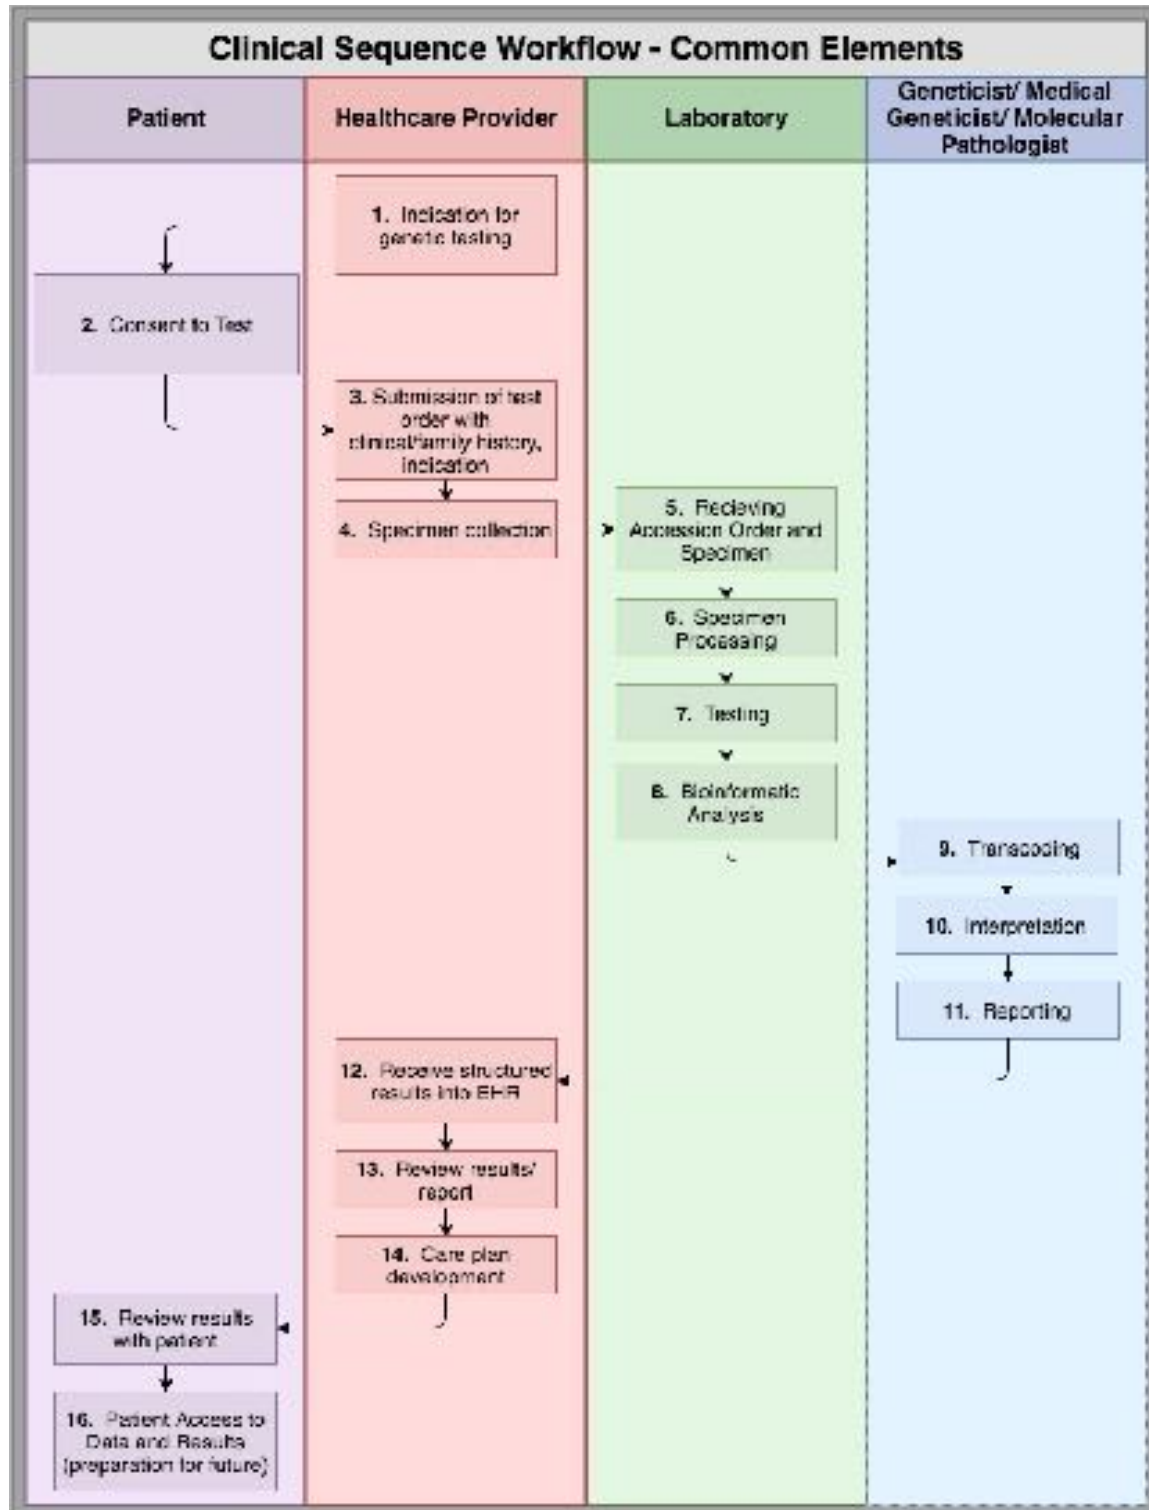 Clinical Sequence Workflow - Common Elements
Patient
Healthcare Provider
Laboratory
Geneticist/ Medical
Geneticist/ Molecular
Pathologist
1. Indication for
genetic testing
2. Consent to Test
3. Submission of test
order with
clinical/family history,
indication
4. Specimen collection
5. Recieving
Accession Order and
Specimen
6. Specimen
Processing
7. Testing
8. Bioinformatic
Analysis
9. Transcoding
10. Interpretation
11. Reporting
12. Receive structured
results into EHR
13. Review results/
report
14. Care plan
development
15. Review results
with patient
16. Patient Access to
Data and Results
(preparation for future)